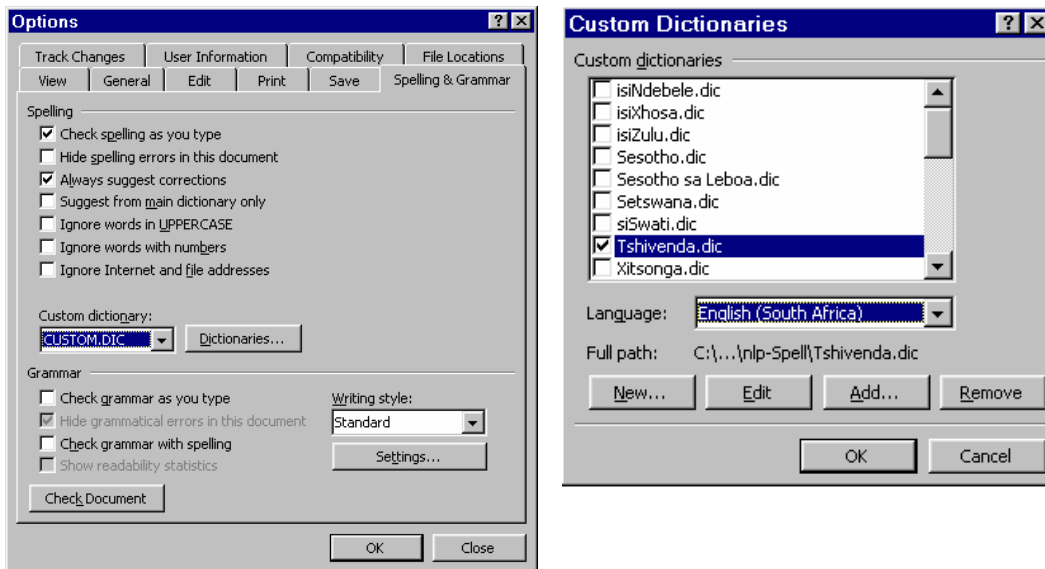 Options
Track Changes User Information Compatibility File Locations
View General Edit Print Save Spelling & Grammar
Spelling
Check spelling as you type
Hide spelling errors in this document
Always suggest corrections
Suggest from main dictionary only
Ignore words in UPPERCASE
Ignore words with numbers
Ignore Internet and file addresses
Custom dictionary:
CUSTOM.DIC Dictionaries...
Grammar
Check grammar as you type Writing style:
Hide grammatical errors in this document Standard
Check grammar with spelling
Show readability statistics Settings...
Check Document
OK Close
Custom Dictionaries
Custom dictionaries
isiNdebele.dic
isiXhosa.dic
isiZulu.dic
Sesotho.dic
Sesotho sa Leboa.dic
Setswana.dic
siSwati.dic
Tshivenda.dic
Xitsonga.dic
Language: English (South Africa)
Full path: C:\...\nlp-Spell\Tshivenda.dic
New... Edit Add... Remove
OK Cancel